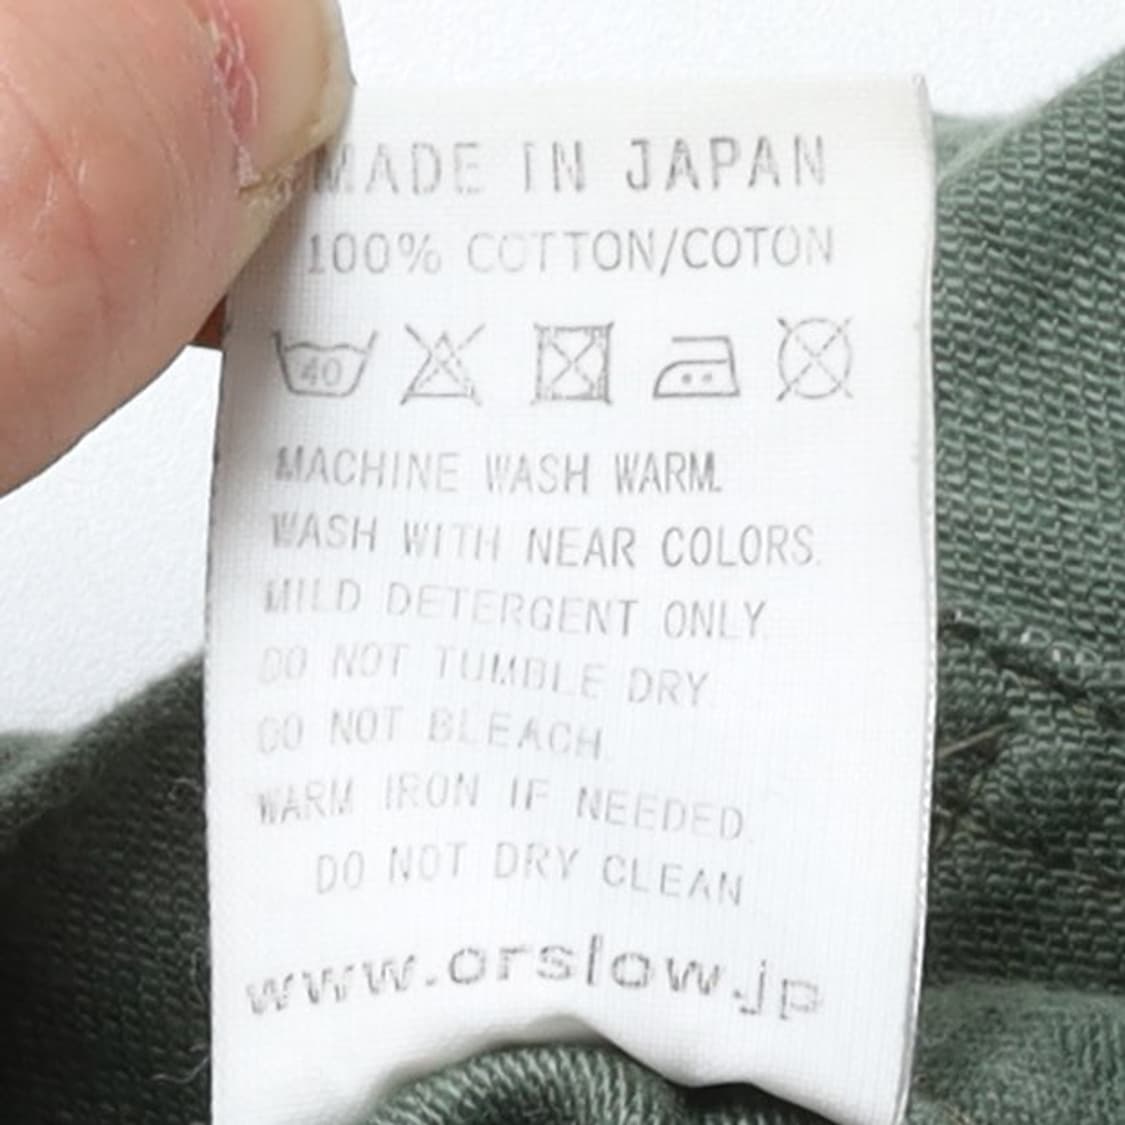 MADE IN JAPAN
100% COTTON/COTON
40
MACHINE WASH WARM.
WASH WITH NEAR COLORS.
MILD DETERGENT ONLY
DO NOT TUMBLE DRY.
DO NOT BLEACH.
WARM IRON IF NEEDED.
DO NOT DRY CLEAN
www.orslow.jp